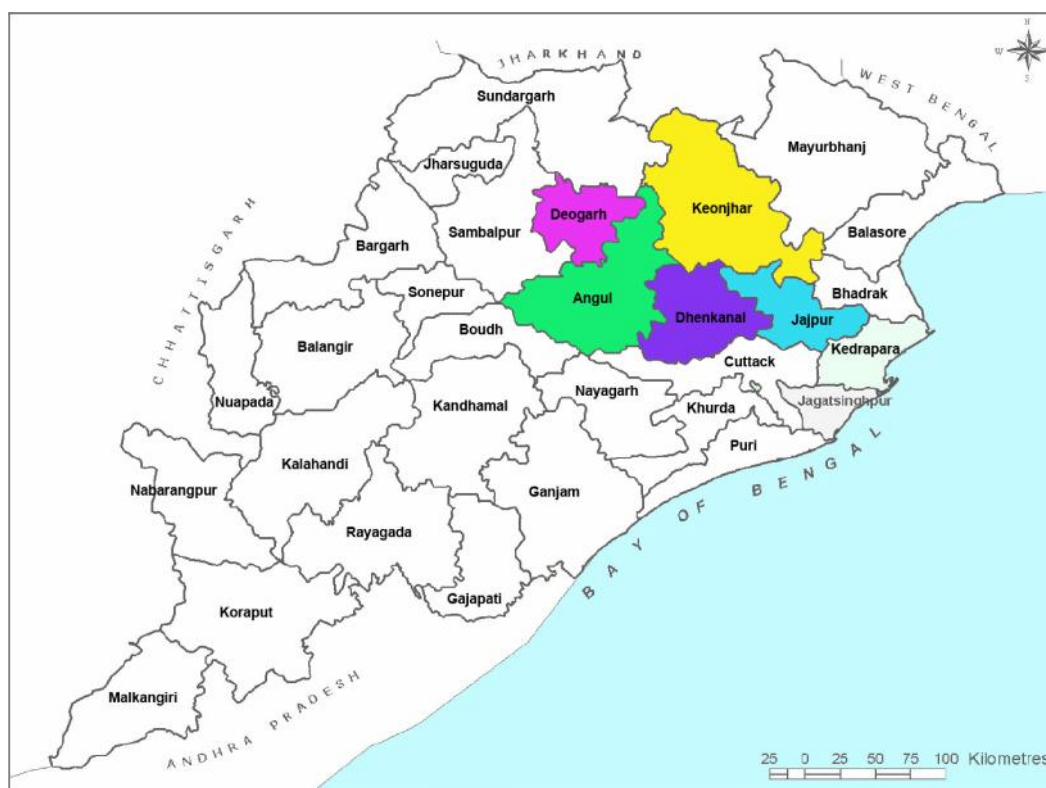 N
W
S
JHARKHAND
WEST BENGAL
Sundargarh
Mayurbhanj
Jharsuguda
Keonjhar
Deogarh
Sambalpur
Balasore
Bargarh
CHHATTISGARH
Sonepur
Angul
Bhadrak
Dhenkanal
Jajpur
Boudh
Balangir
Kedrapara
Cuttack
Nayagarh
Nuapada
Kandhamal
Khurda
Jagatsinghpur
Puri
Kalahandi
Nabarangpur
Ganjam
BAY OF BENGAL
Rayagada
Gajapati
Koraput
Malkangiri
ANDHRA PRADESH
25 0 25 50 75 100 Kilometres